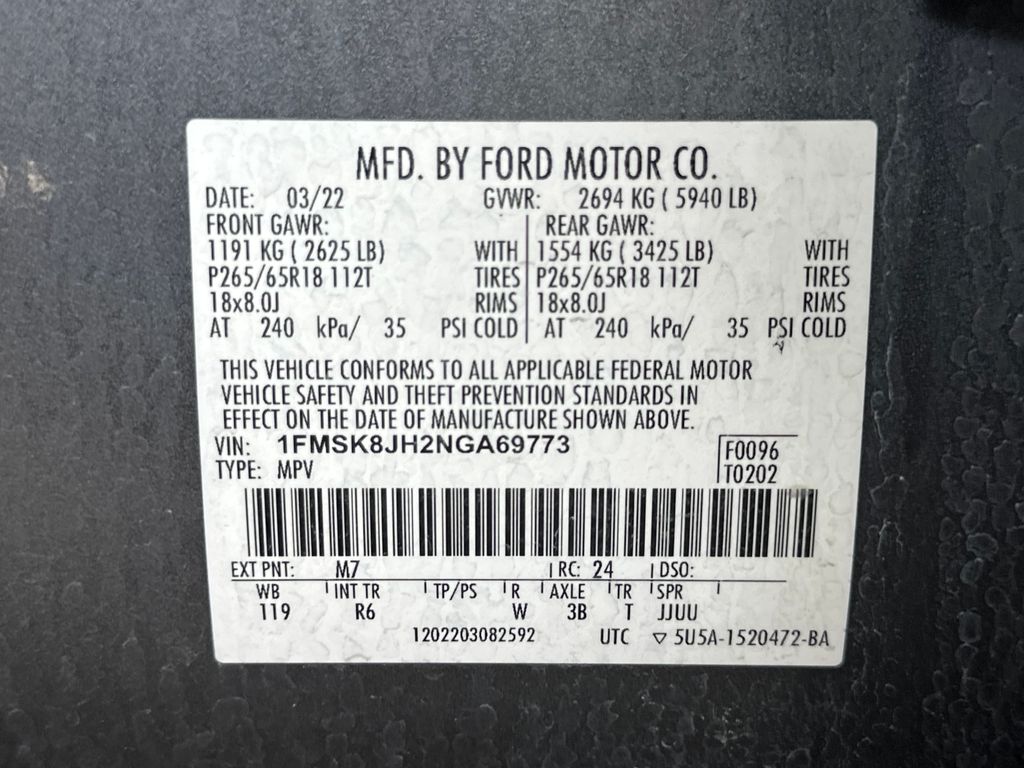 MFD. BY FORD MOTOR CO.
DATE: 03/22 GVWR: 2694 KG ( 5940 LB)
FRONT GAWR: REAR GAWR:
1191 KG ( 2625 LB) WITH 1554 KG ( 3425 LB) WITH
P265/65R18 112T TIRES P265/65R18 112T TIRES
18x8.0J RIMS 18x8.0J RIMS
AT 240 kPa/ 35 PSI COLD AT 240 kPa/ 35 PSI COLD
THIS VEHICLE CONFORMS TO ALL APPLICABLE FEDERAL MOTOR
VEHICLE SAFETY AND THEFT PREVENTION STANDARDS IN
EFFECT ON THE DATE OF MANUFACTURE SHOWN ABOVE.
VIN: 1FMSK8JH2NGA69773 F0096
TYPE: MPV T0202
EXT PNT: M7 RC: 24 DSO:
WB INT TR TP/PS R AXLE TR SPR
119 R6 W 3B T JJUU
1202203082592 UTC ▽ 5U5A-1520472-BA